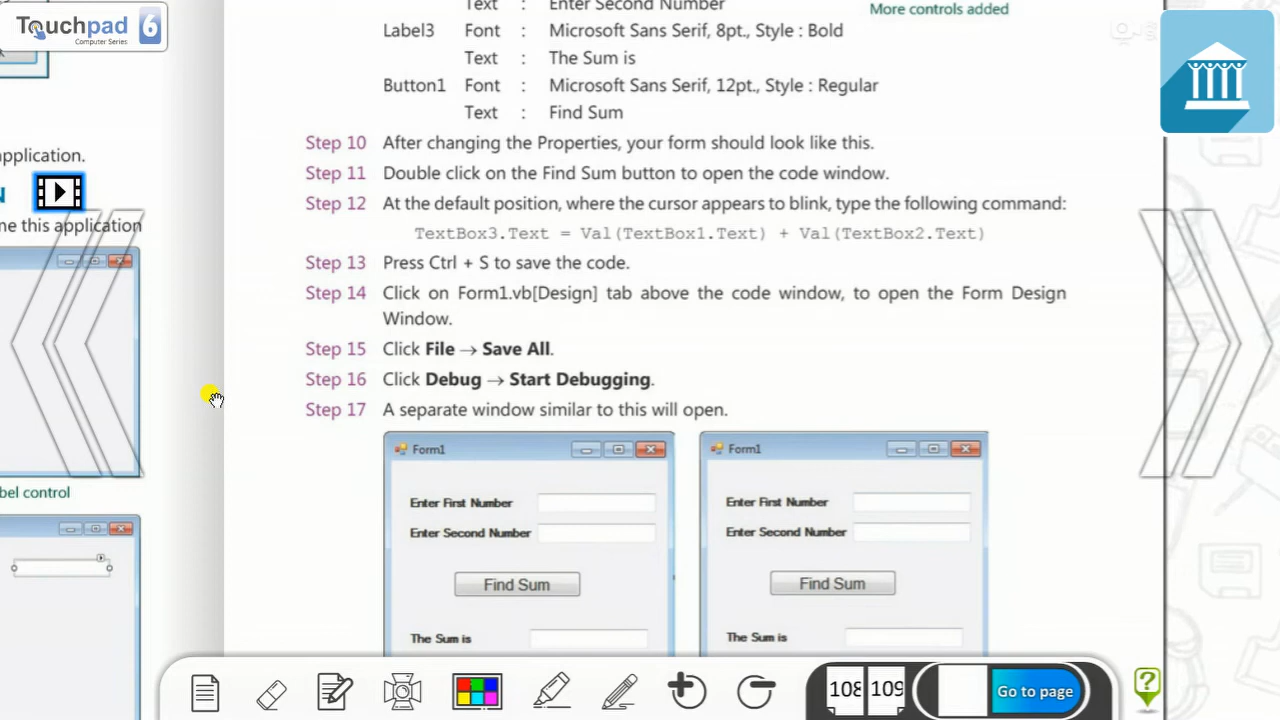 Touchpad 6
Computer Series
Text : Enter Second Number
More controls added
Label3 Font : Microsoft Sans Serif, 8pt., Style : Bold
Text : The Sum is
Button1 Font : Microsoft Sans Serif, 12pt., Style : Regular
Text : Find Sum
Step 10 After changing the Properties, your form should look like this.
application.
Step 11 Double click on the Find Sum button to open the code window.
N
Step 12 At the default position, where the cursor appears to blink, type the following command:
me this application
TextBox3.Text = Val(TextBox1.Text) + Val(TextBox2.Text)
Step 13 Press Ctrl + S to save the code.
Step 14 Click on Form1.vb[Design] tab above the code window, to open the Form Design
Window.
Step 15 Click File → Save All.
Step 16 Click Debug → Start Debugging.
Step 17 A separate window similar to this will open.
bel control
Form1
Enter First Number
Enter Second Number
Find Sum
The Sum is
Form1
Enter First Number
Enter Second Number
Find Sum
The Sum is
108 109
Go to page
?